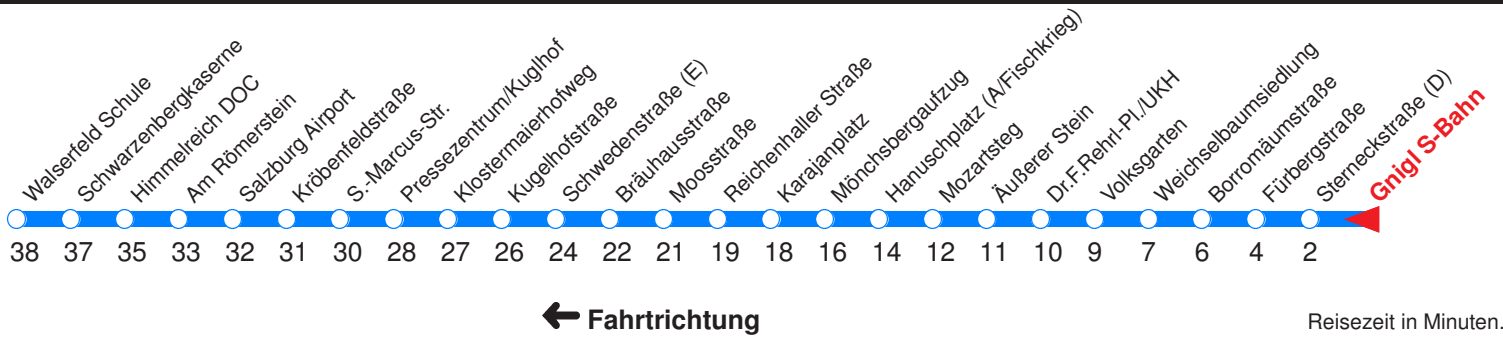 Walserfeld Schule
Schwarzenbergkaserne
Himmelreich DOC
Am Römerstein
Salzburg Airport
Kröbenfeldstraße
S.-Marcus-Str.
Pressezentrum/Kuglhof
Klostermaierhofweg
Kugelhofstraße
Schwedenstraße (E)
Bräuhausstraße
Moosstraße
Reichenhaller Straße
Karajanplatz
Mönchsbergaufzug
Hanuschplatz (A/Fischkrieg)
Mozartsteg
Äußerer Stein
Dr.F.Rehrl-Pl./UKH
Volksgarten
Weichselbaumsiedlung
Borromäumstraße
Fürbergstraße
Sterneckstraße (D)
Gnigl S-Bahn
38 37 35 33 32 31 30 28 27 26 24 22 21 19 18 16 14 12 11 10 9 7 6 4 2
Fahrtrichtung
Reisezeit in Minuten.